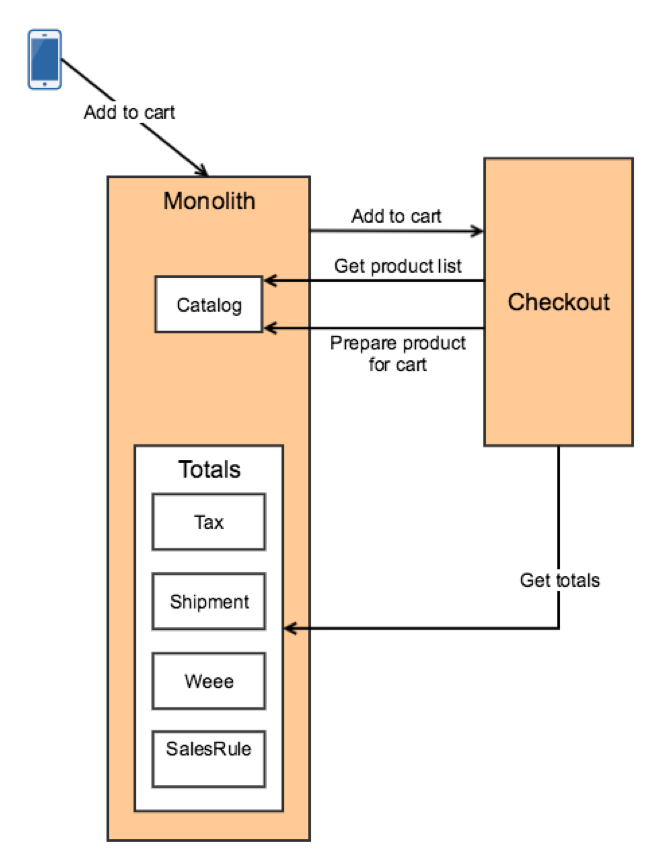 Add to cart
Monolith
Add to cart
Get product list
Catalog
Checkout
Prepare product
for cart
Totals
Tax
Get totals
Shipment
Weee
SalesRule